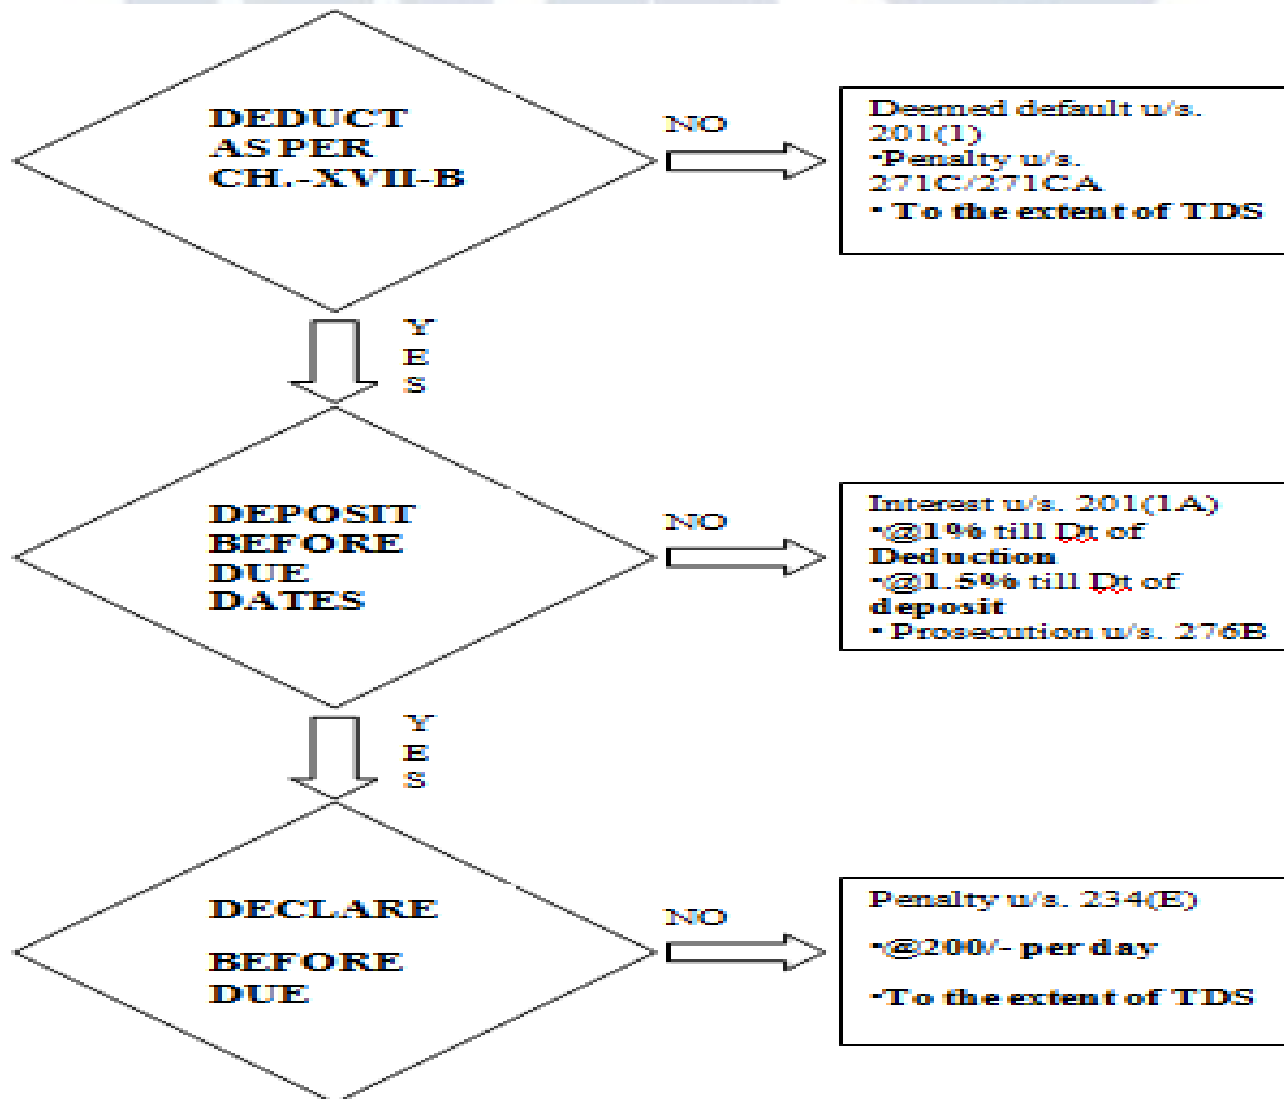 DEDUCT
AS PER
CH.-XVII-B
NO
Deemed default u/s.
201(1)
•Penalty u/s.
271C/271CA
• To the extent of TDS
Y
E
S
DEPOSIT
BEFORE
DUE
DATES
NO
Interest u/s. 201(1A)
•@1% till Dt of
Deduction
•@1.5% till Dt of
deposit
• Prosecution u/s. 276B
Y
E
S
DECLARE
BEFORE
DUE
NO
Penalty u/s. 234(E)
•@200/- per day
•To the extent of TDS